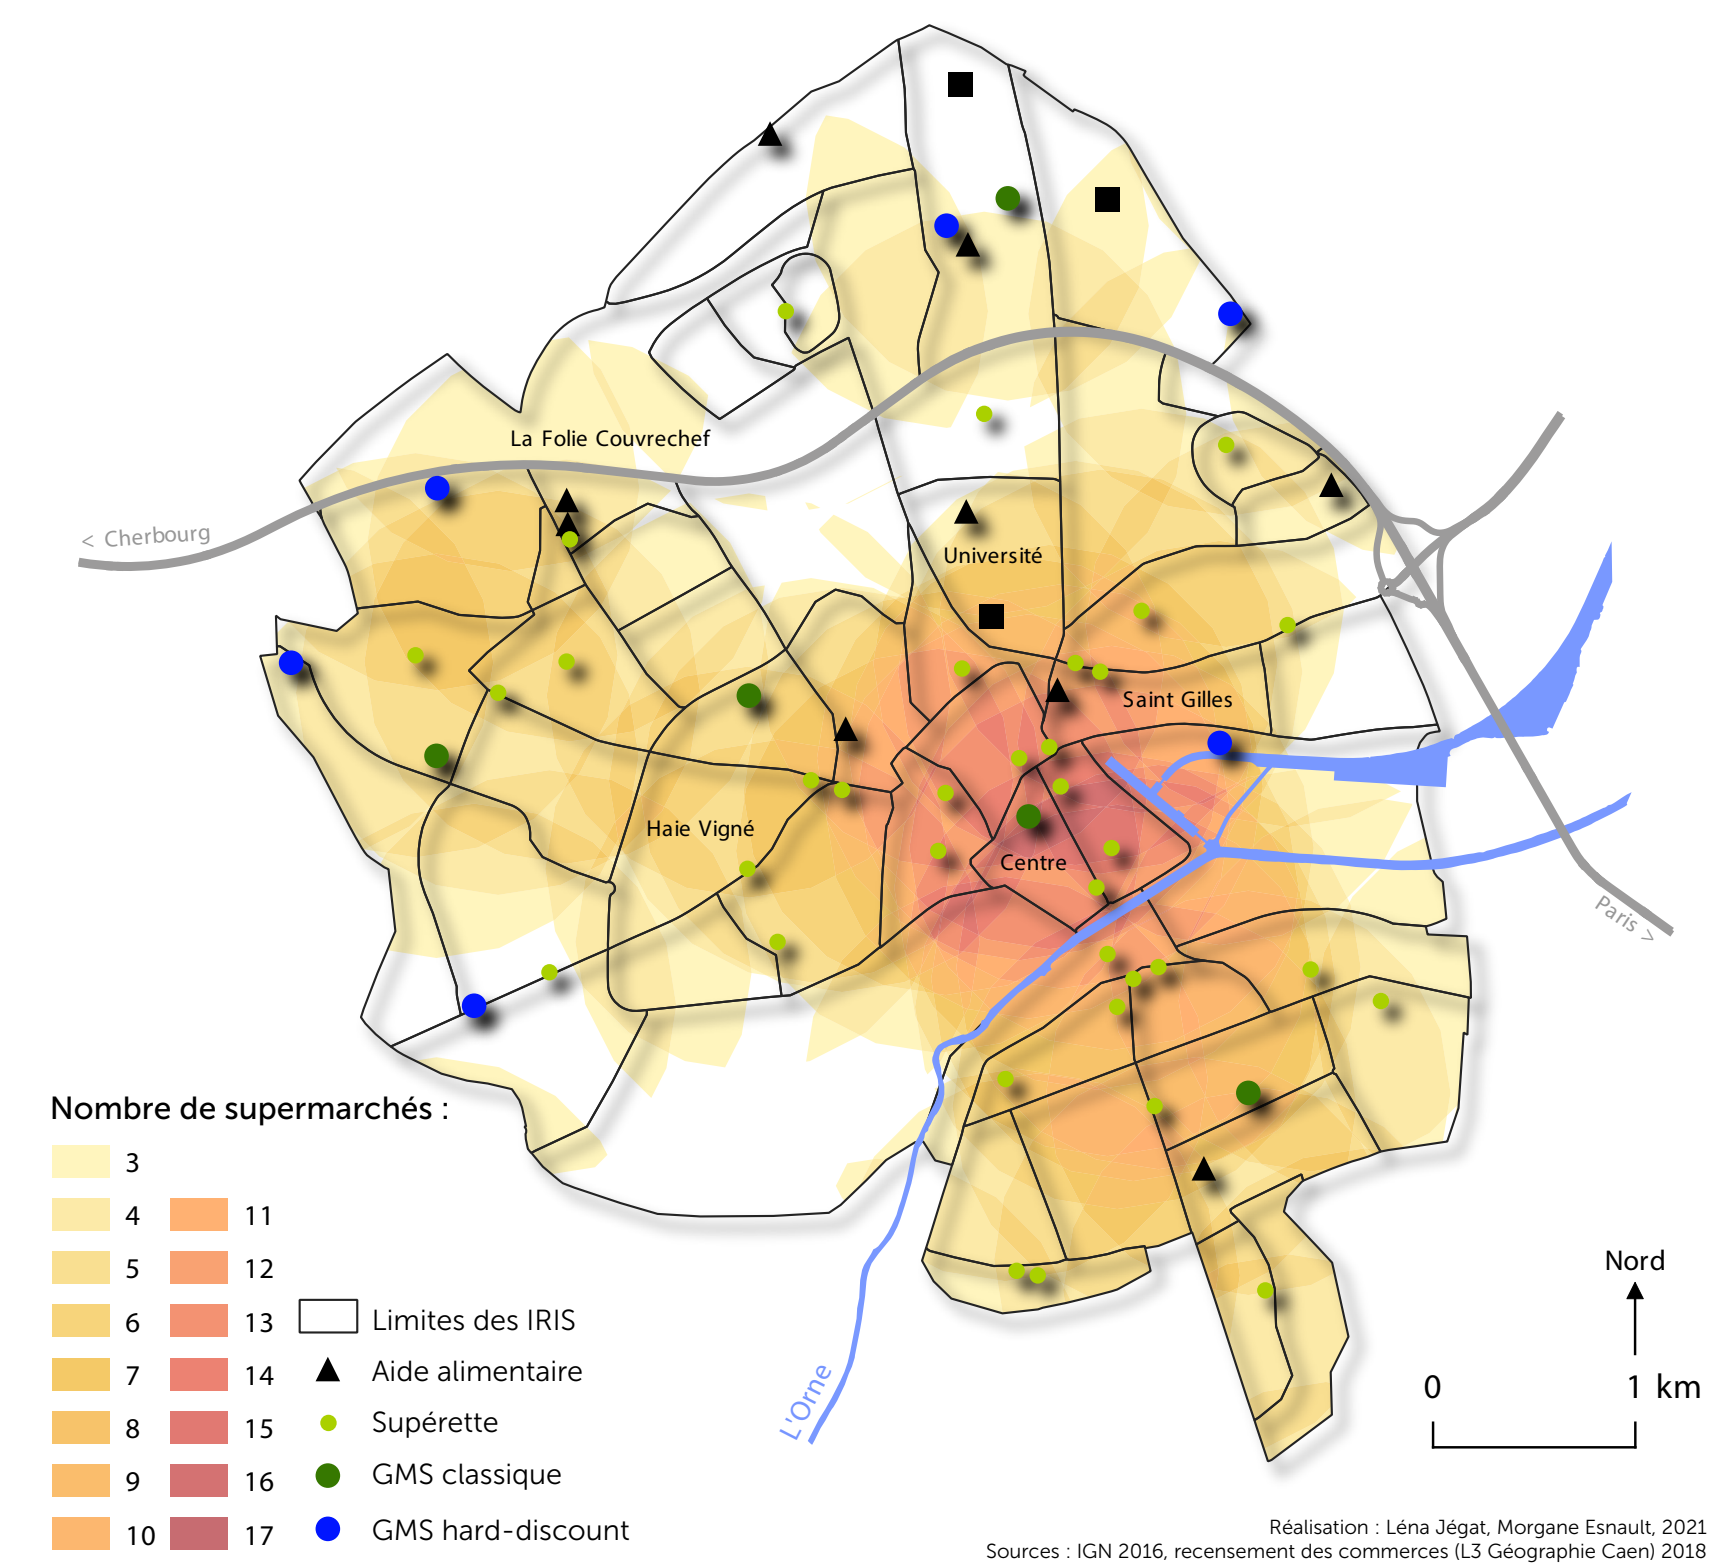 La Folie Couvrechef
< Cherbourg
Université
Saint Gilles
Haie Vigné
Centre
Paris >
L'Orne
Nombre de supermarchés :
3
4
5
6
7
8
9
10
11
12
13
14
15
16
17
Limites des IRIS
Aide alimentaire
Supérette
GMS classique
GMS hard-discount
Nord
0 1 km
Réalisation : Léna Jégat, Morgane Esnault, 2021
Sources : IGN 2016, recensement des commerces (L3 Géographie Caen) 2018